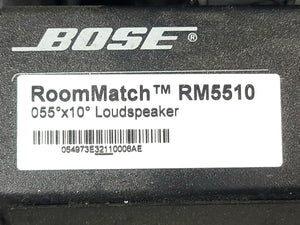 BOSE®
RoomMatch™ RM5510
055°x10° Loudspeaker
054973E32110006AE